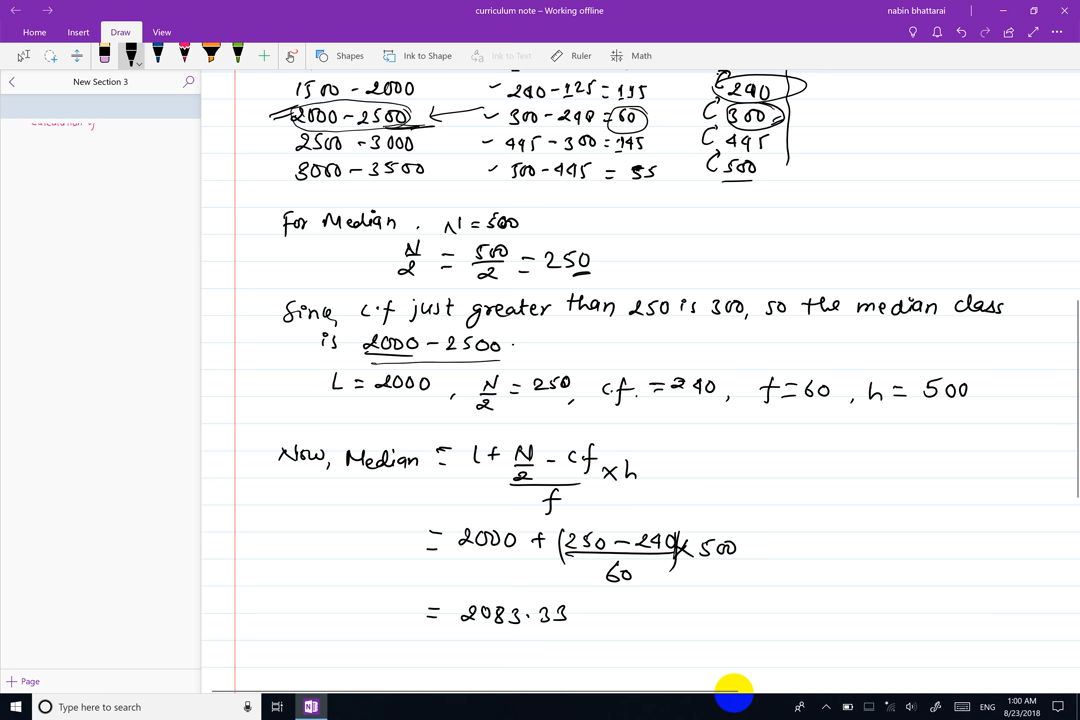 curriculum note – Working offline
nabin bhattarai
Home Insert Draw View
Shapes Ink to Shape Ink to Text Ruler Math
New Section 3
1500 - 2000 - 240 - 125 = 115 240
2000 - 2500 - 300 - 240 = 60 300
2500 - 3000 - 445 - 300 = 145 445
3000 - 3500 - 500 - 445 = 55 500
For Median, N = 500
N/2 = 500/2 = 250
Since, c.f just greater than 250 is 300, so the median class
is 2000 - 2500.
L = 2000, N/2 = 250, c.f. = 240, f = 60, h = 500
Now, Median = L + N/2 - cf / f × h
= 2000 + (250 - 240 / 60) × 500
= 2083.33
+ Page
Type here to search
ENG
1:00 AM
8/23/2018